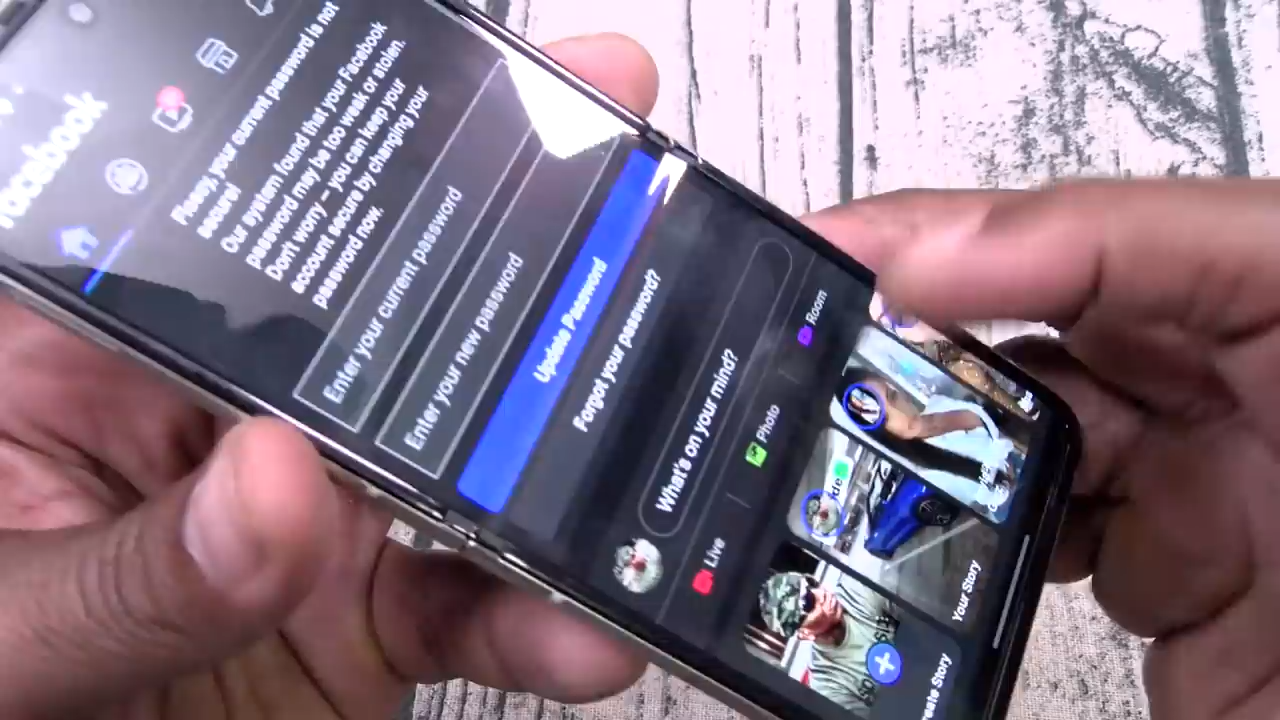 facebook
Fleezy, your current password is not
secure!
Our system found that your Facebook
password may be too weak or stolen.
Don't worry – you can keep your
account secure by changing your
password now.
Enter your current password
Enter your new password
Update Password
Forgot your password?
What's on your mind?
Live
Photo
Room
Create Story
Your Story